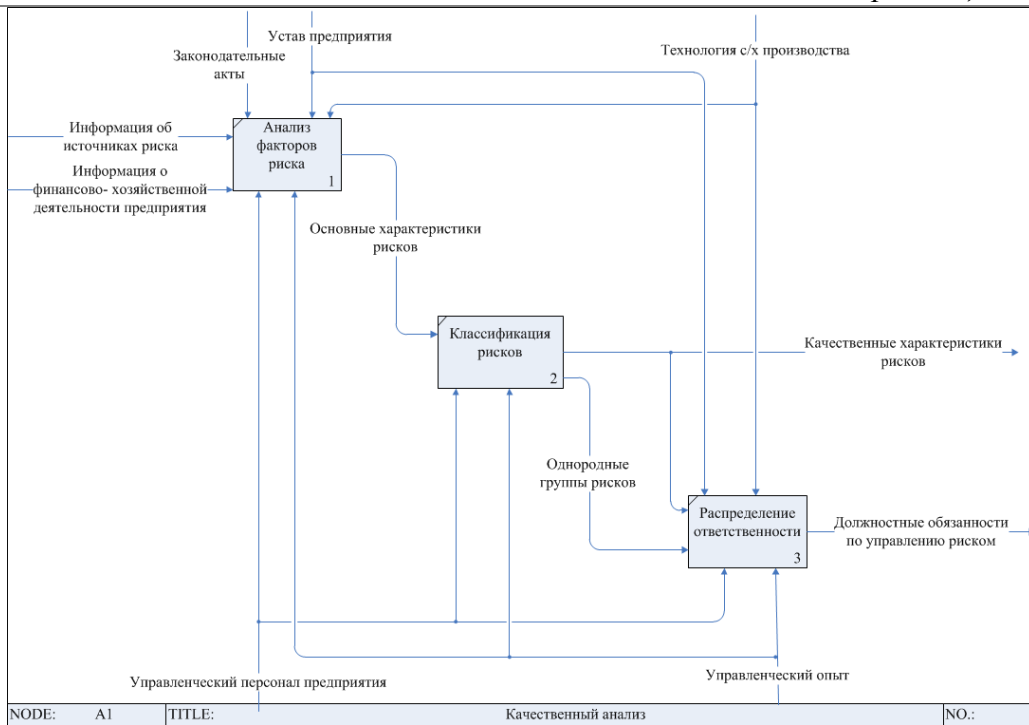 Устав предприятия
Законодательные
акты
Технология с/х производства
Информация об
источниках риска
Анализ
факторов
риска
1
Информация о
финансово- хозяйственной
деятельности предприятия
Основные характеристики
рисков
Классификация
рисков
2
Качественные характеристики
рисков
Однородные
группы рисков
Распределение
ответственности
3
Должностные обязанности
по управлению риском
Управленческий персонал предприятия
Управленческий опыт
NODE: A1 TITLE: Качественный анализ NO.: